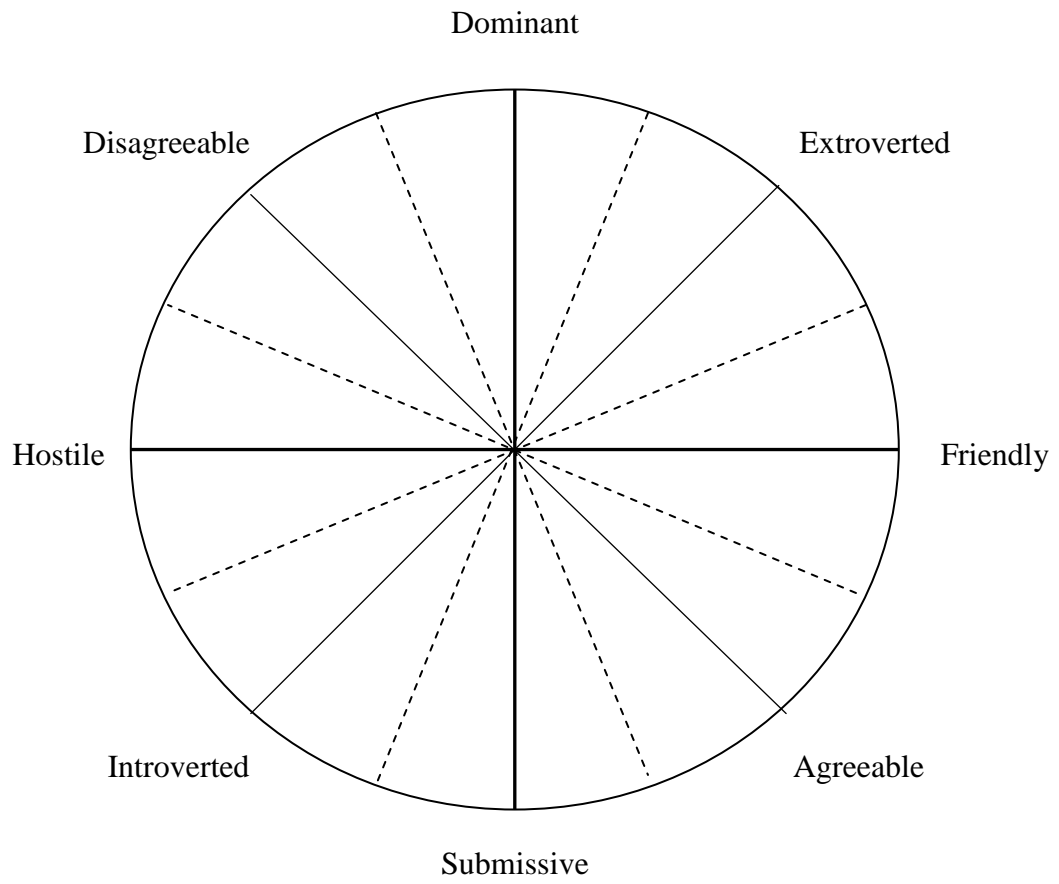 Dominant
Disagreeable
Extroverted
Hostile
Friendly
Introverted
Agreeable
Submissive